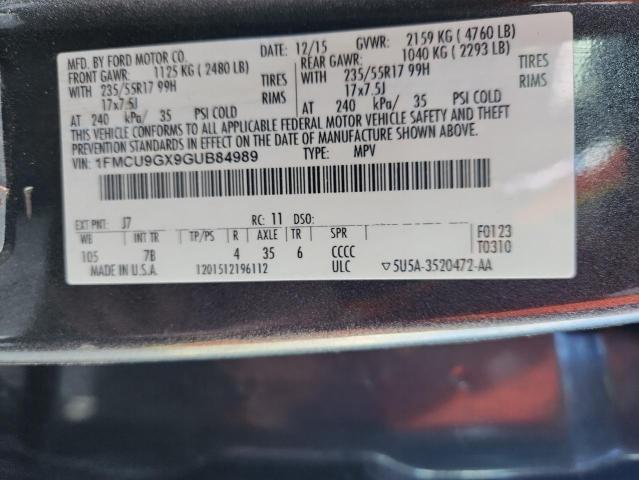 MFD. BY FORD MOTOR CO. DATE: 12/15 GVWR: 2159 KG ( 4760 LB)
FRONT GAWR: 1125 KG ( 2480 LB) REAR GAWR: 1040 KG ( 2293 LB)
WITH 235/55R17 99H TIRES WITH 235/55R17 99H TIRES
17x7.5J RIMS 17x7.5J RIMS
AT 240 kPa/ 35 PSI COLD AT 240 kPa/ 35 PSI COLD
THIS VEHICLE CONFORMS TO ALL APPLICABLE FEDERAL MOTOR VEHICLE SAFETY AND THEFT
PREVENTION STANDARDS IN EFFECT ON THE DATE OF MANUFACTURE SHOWN ABOVE.
VIN: 1FMCU9GX9GUB84989 TYPE: MPV
EXT PNT: J7 RC: 11 DSO: F0123
WB INT TR TP/PS R AXLE TR SPR T0310
105 7B 4 35 6 CCCC
MADE IN U.S.A. 1201512196112 ULC ▽5U5A-3520472-AA